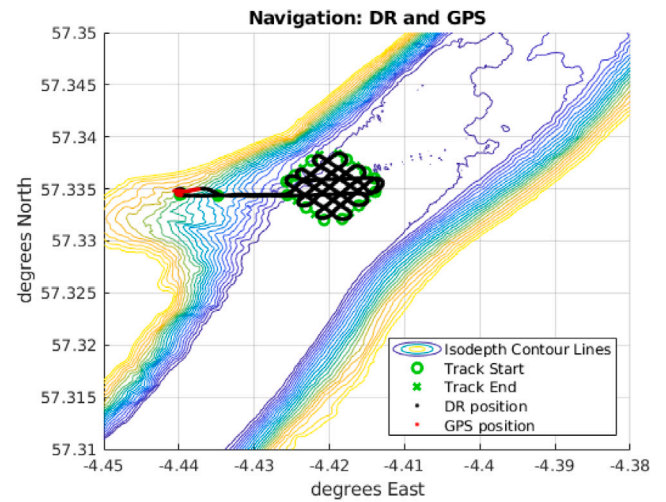 Navigation: DR and GPS
57.35
57.345
57.34
57.335
57.33
57.325
57.32
57.315
57.31
degrees North
-4.45 -4.44 -4.43 -4.42 -4.41 -4.4 -4.39 -4.38
degrees East
Isodepth Contour Lines
Track Start
Track End
DR position
GPS position